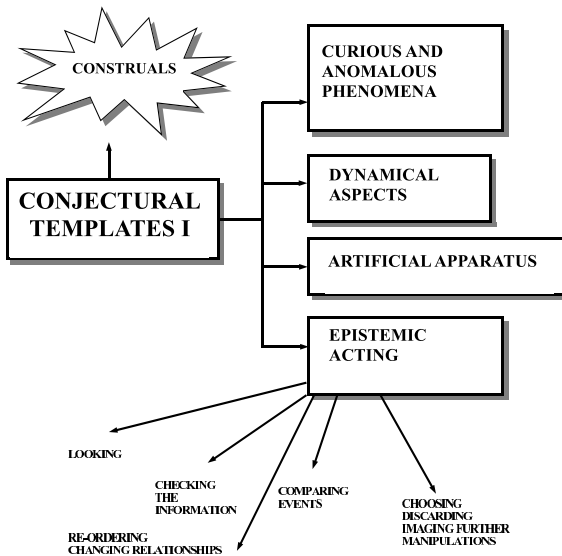 CONSTRUALS
CURIOUS AND
ANOMALOUS
PHENOMENA
CONJECTURAL
TEMPLATES I
DYNAMICAL
ASPECTS
ARTIFICIAL APPARATUS
EPISTEMIC
ACTING
LOOKING
CHECKING
THE
INFORMATION
COMPARING
EVENTS
CHOOSING
DISCARDING
IMAGING FURTHER
MANIPULATIONS
RE-ORDERING
CHANGING RELATIONSHIPS